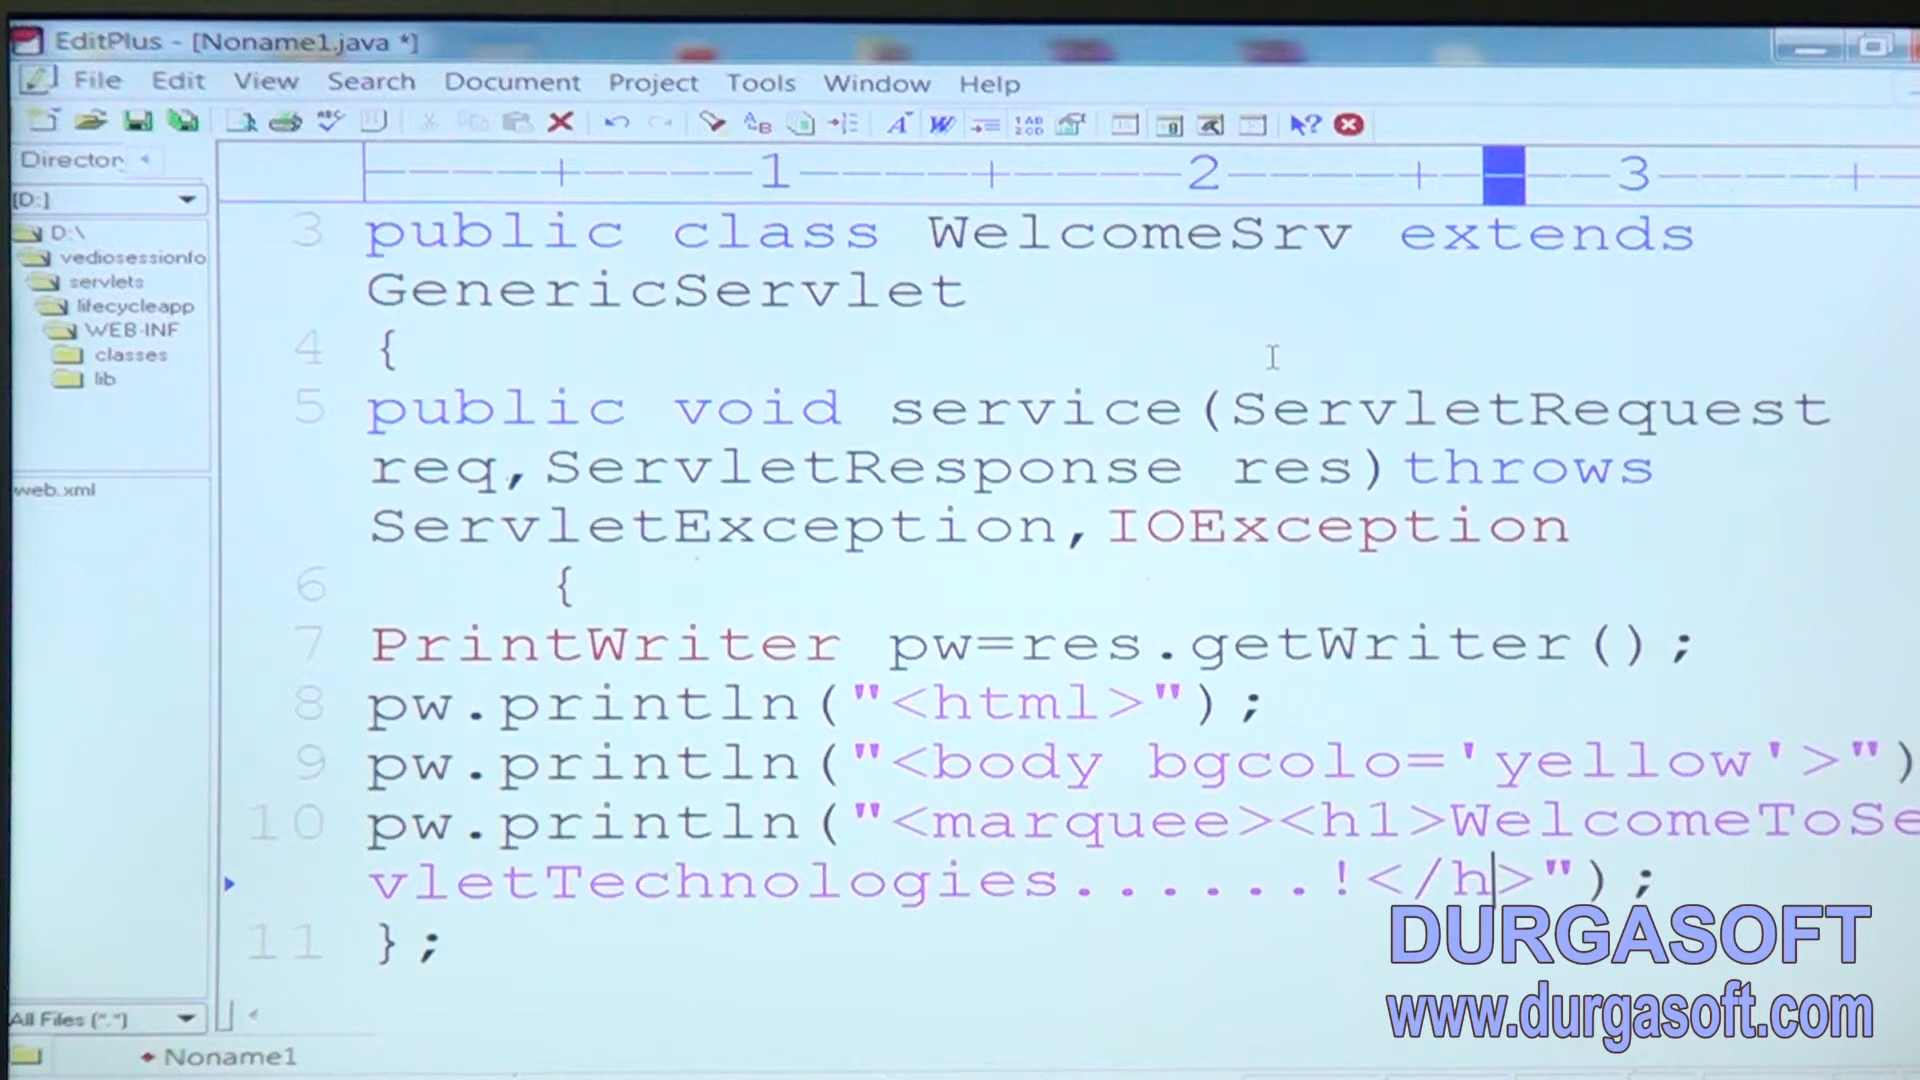 EditPlus - [Noname1.java *]
File Edit View Search Document Project Tools Window Help
Director
1 2 3
[D:]
D:\
vediosessionfo
servlets
lifecycleapp
WEB-INF
classes
lib
web.xml
All Files (*.*)
3 public class WelcomeSrv extends
GenericServlet
4 {
5 public void service(ServletRequest
req,ServletResponse res)throws
ServletException,IOException
6 {
7 PrintWriter pw=res.getWriter();
8 pw.println("<html>");
9 pw.println("<body bgcolo='yellow'>")
10 pw.println("<marquee><h1>WelcomeToSe
vletTechnologies......!</h>");
11 };
Noname1
DURGASOFT
www.durgasoft.com